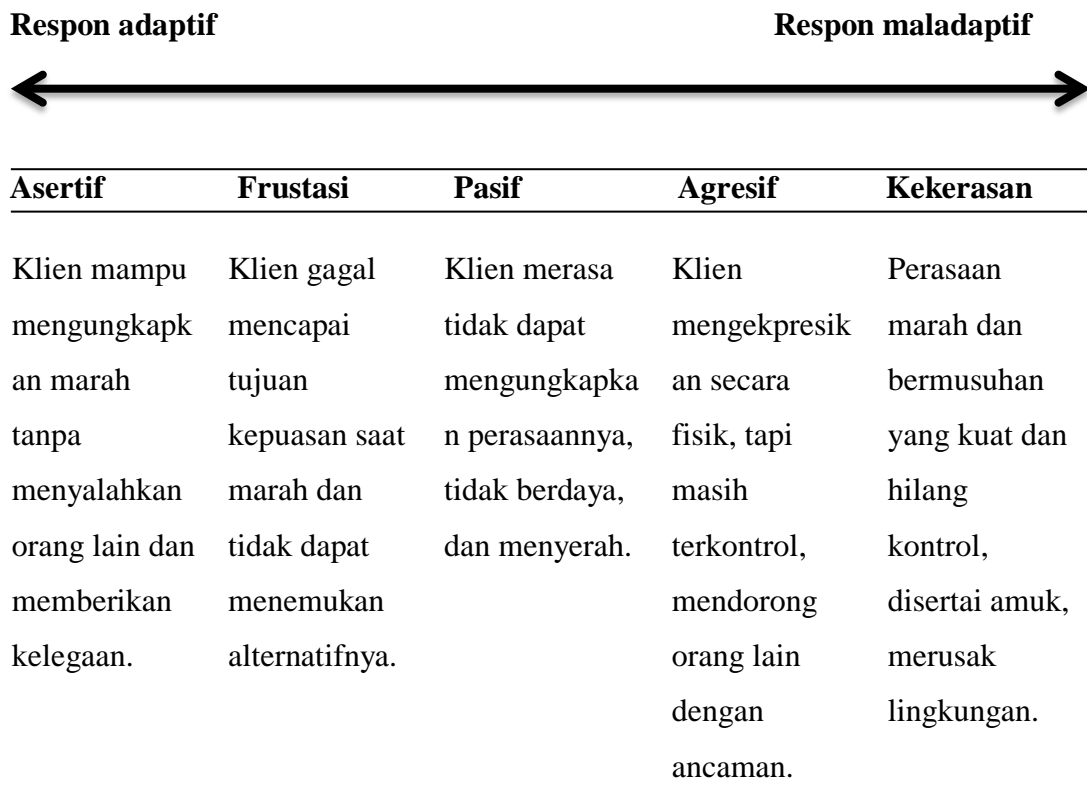 Respon adaptif Respon maladaptif
Asertif Frustasi Pasif Agresif Kekerasan
Klien mampu
mengungkapk
an marah
tanpa
menyalahkan
orang lain dan
memberikan
kelegaan.
Klien gagal
mencapai
tujuan
kepuasan saat
marah dan
tidak dapat
menemukan
alternatifnya.
Klien merasa
tidak dapat
mengungkapka
n perasaannya,
tidak berdaya,
dan menyerah.
Klien
mengekpresik
an secara
fisik, tapi
masih
terkontrol,
mendorong
orang lain
dengan
ancaman.
Perasaan
marah dan
bermusuhan
yang kuat dan
hilang
kontrol,
disertai amuk,
merusak
lingkungan.